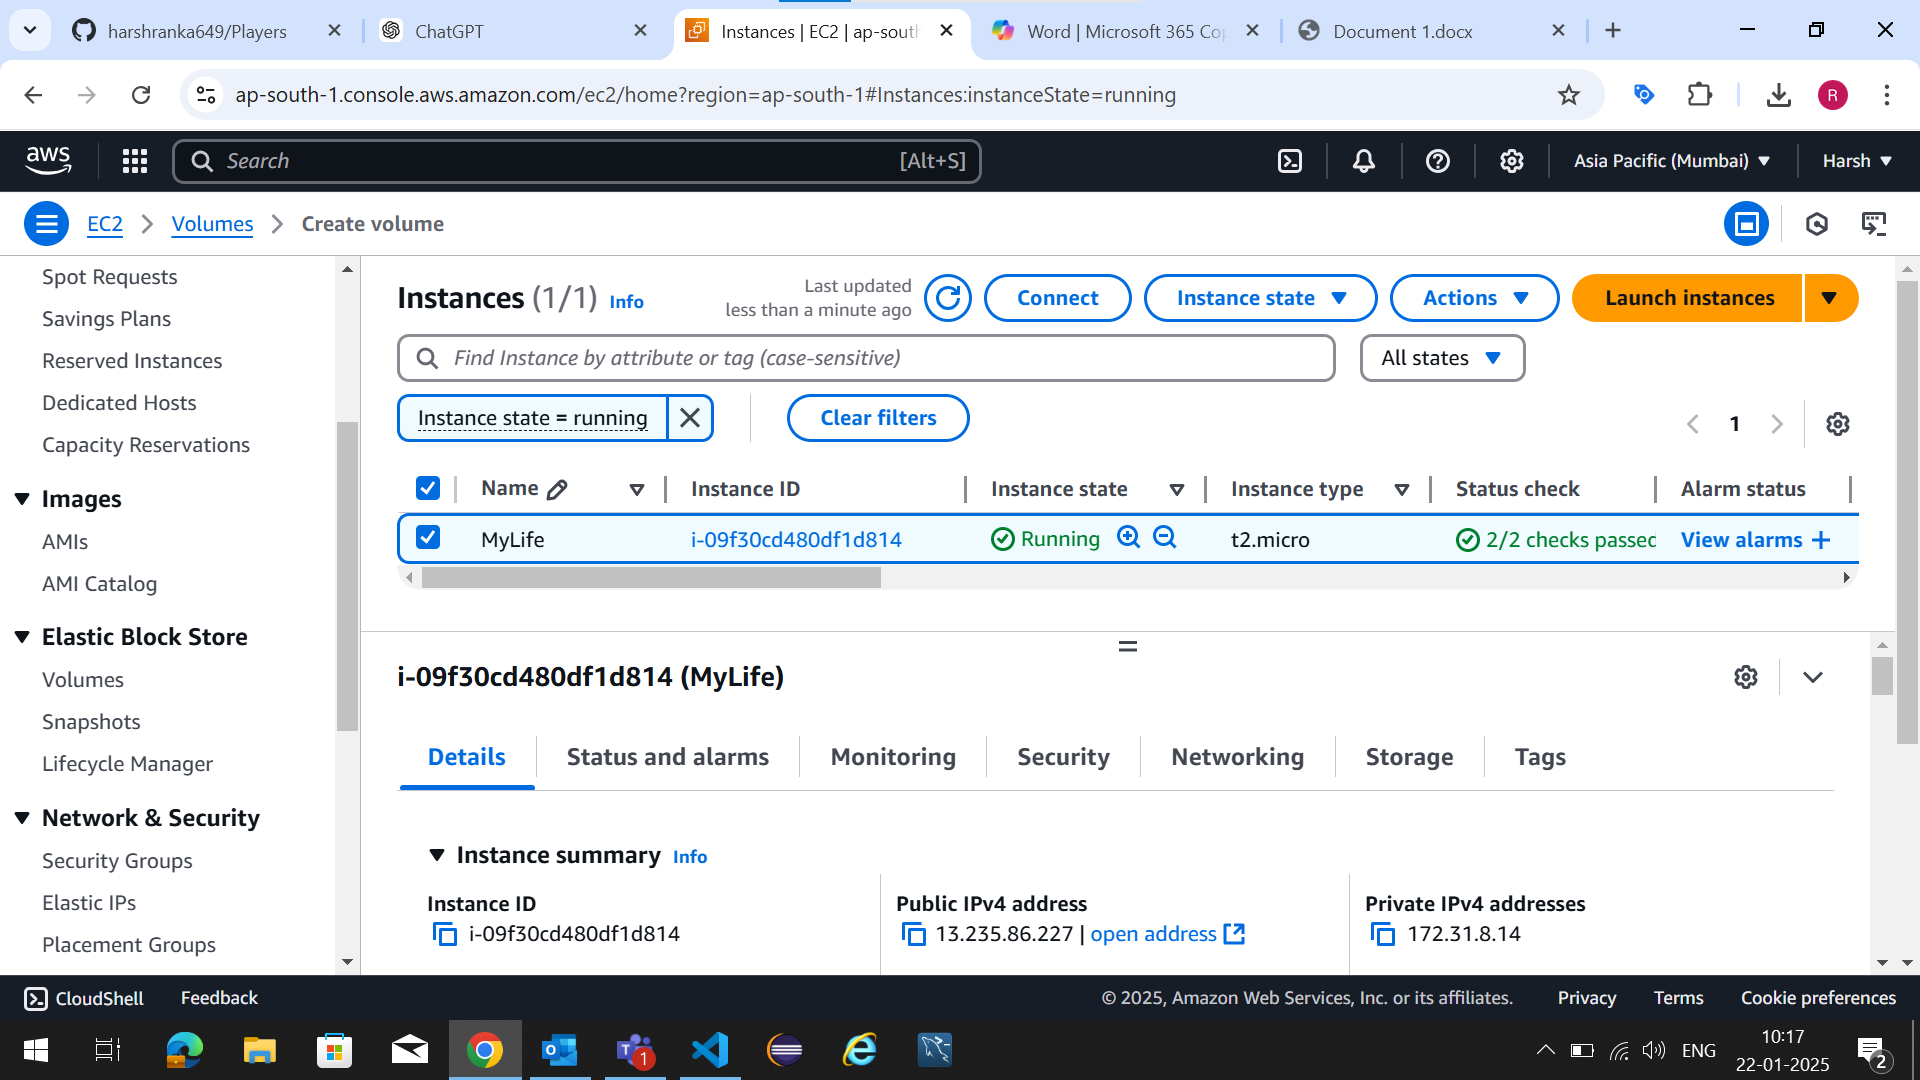 harshranka649/Players
ChatGPT
Instances | EC2 | ap-south
Word | Microsoft 365 Cop
Document 1.docx
ap-south-1.console.aws.amazon.com/ec2/home?region=ap-south-1#Instances:instanceState=running
R
aws
Search
[Alt+S]
Asia Pacific (Mumbai)
Harsh
EC2
Volumes
Create volume
Spot Requests
Savings Plans
Reserved Instances
Dedicated Hosts
Capacity Reservations
Images
AMIs
AMI Catalog
Elastic Block Store
Volumes
Snapshots
Lifecycle Manager
Network & Security
Security Groups
Elastic IPs
Placement Groups
Instances (1/1) Info
Last updated
less than a minute ago
Connect
Instance state
Actions
Launch instances
Find Instance by attribute or tag (case-sensitive)
All states
Instance state = running
Clear filters
1
Name
Instance ID
Instance state
Instance type
Status check
Alarm status
MyLife
i-09f30cd480df1d814
Running
t2.micro
2/2 checks passed
View alarms +
i-09f30cd480df1d814 (MyLife)
Details
Status and alarms
Monitoring
Security
Networking
Storage
Tags
Instance summary Info
Instance ID
i-09f30cd480df1d814
Public IPv4 address
13.235.86.227 | open address
Private IPv4 addresses
172.31.8.14
CloudShell
Feedback
© 2025, Amazon Web Services, Inc. or its affiliates.
Privacy
Terms
Cookie preferences
1
ENG
10:17
22-01-2025
2